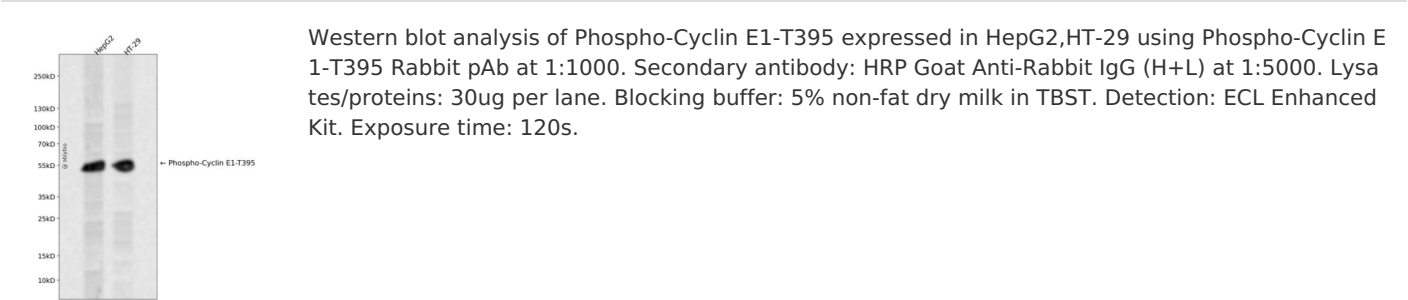 HepG2
HT-29
250kD
130kD
100kD
70kD
55kD
35kD
25kD
15kD
10kD
@ abytxo
← Phospho-Cyclin E1-T395
Western blot analysis of Phospho-Cyclin E1-T395 expressed in HepG2,HT-29 using Phospho-Cyclin E
1-T395 Rabbit pAb at 1:1000. Secondary antibody: HRP Goat Anti-Rabbit IgG (H+L) at 1:5000. Lysa
tes/proteins: 30ug per lane. Blocking buffer: 5% non-fat dry milk in TBST. Detection: ECL Enhanced
Kit. Exposure time: 120s.